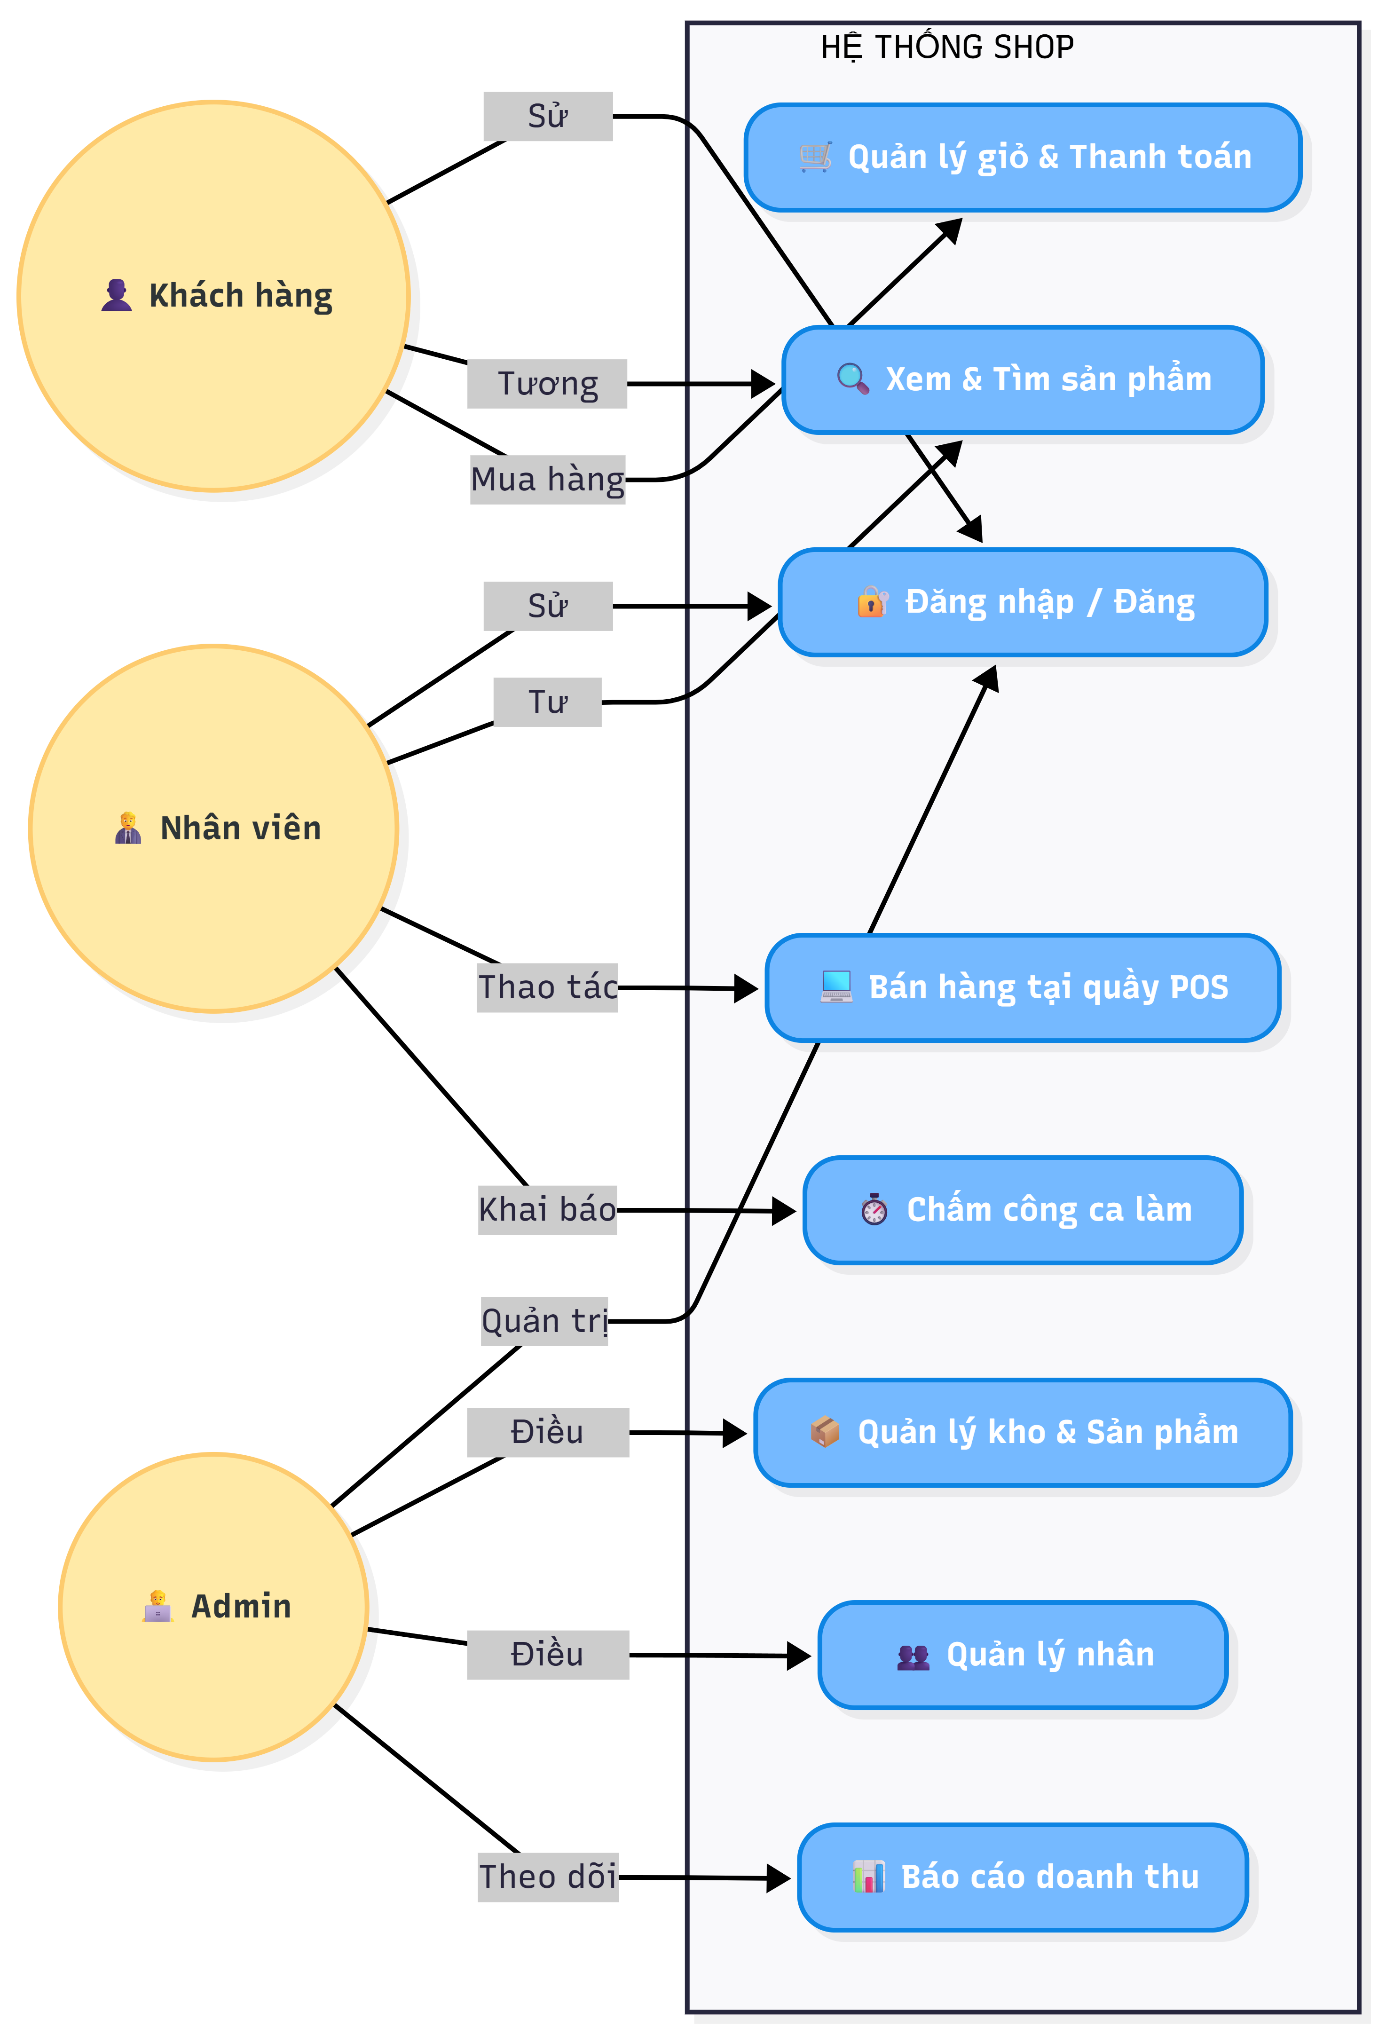 HỆ THỐNG SHOP
Sử
Quản lý giỏ & Thanh toán
Khách hàng
Tương
Xem & Tìm sản phẩm
Mua hàng
Sử
Đăng nhập / Đăng
Tư
Nhân viên
Thao tác
Bán hàng tại quầy POS
Khai báo
Chấm công ca làm
Quản trị
Điều
Quản lý kho & Sản phẩm
Admin
Điều
Quản lý nhân
Theo dõi
Báo cáo doanh thu